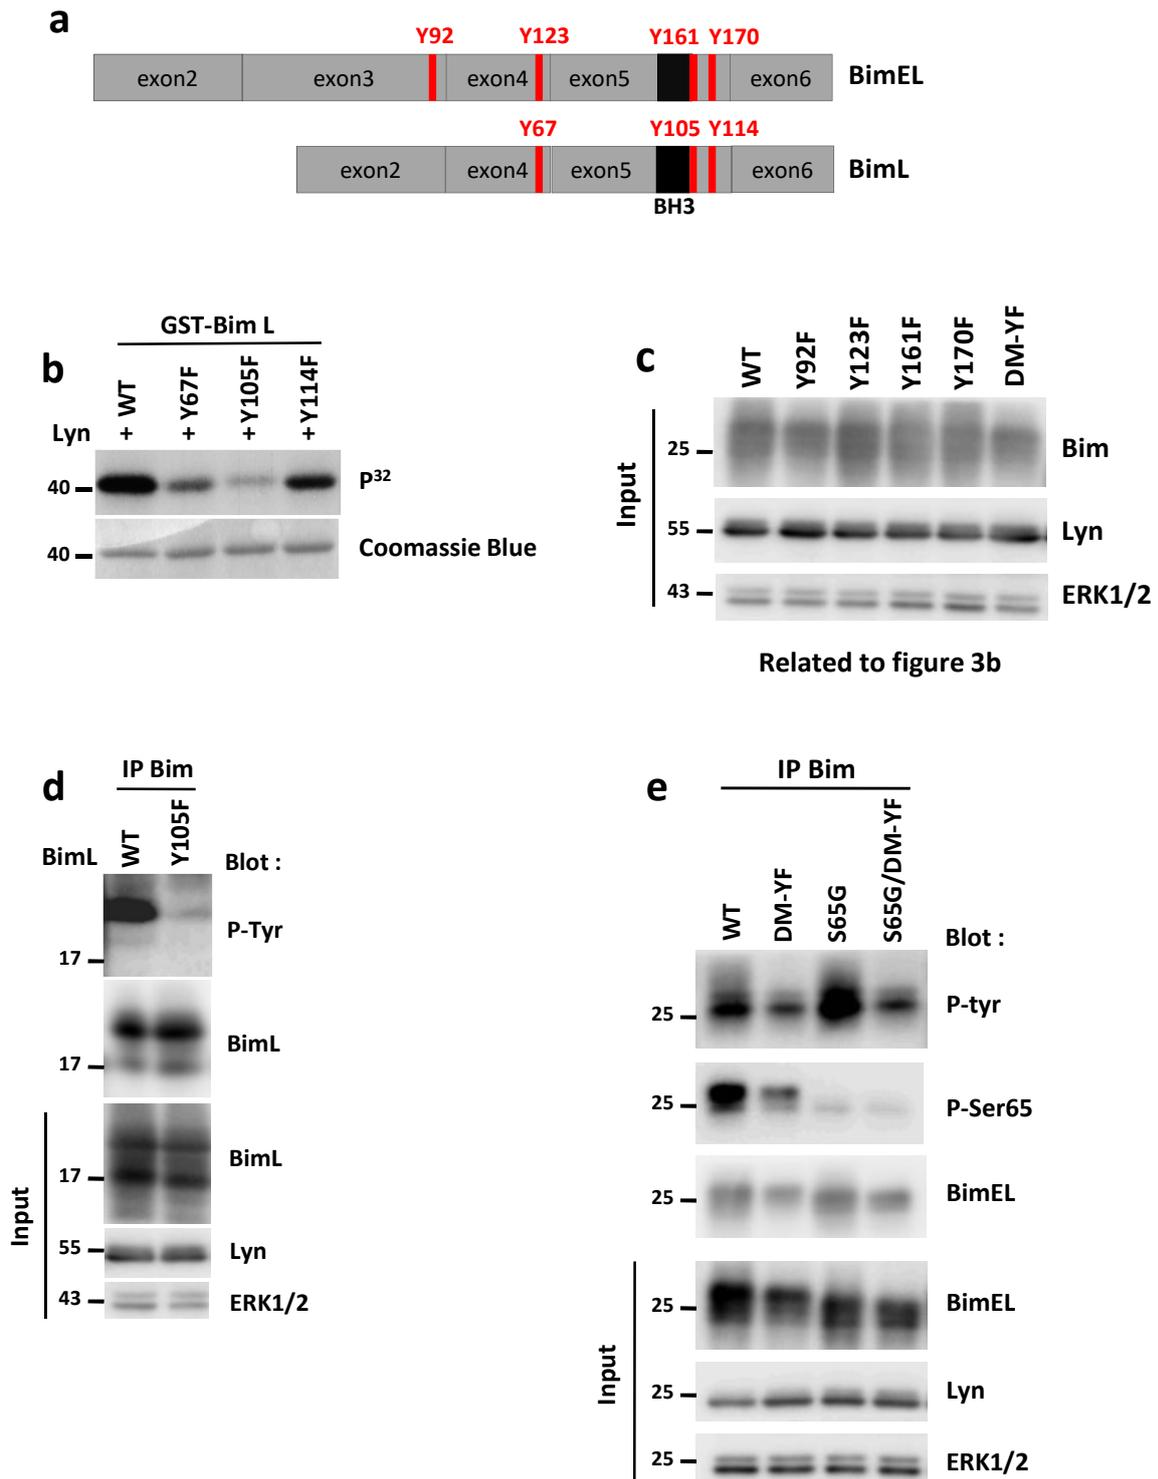 a
Y92 Y123 Y161 Y170
exon2 exon3 exon4 exon5 exon6 BimEL
Y67 Y105 Y114
exon2 exon4 exon5 exon6 BimL
BH3
b
GST-Bim L
WT Y67F Y105F Y114F
Lyn + + + +
40 P32
40 Coomassie Blue
c
WT Y92F Y123F Y161F Y170F DM-YF
Input
25 Bim
55 Lyn
43 ERK1/2
Related to figure 3b
d
IP Bim
BimL WT Y105F Blot :
P-Tyr
17
BimL
17
Input
BimL
17
55 Lyn
43 ERK1/2
e
IP Bim
WT DM-YF S65G S65G/DM-YF
Blot :
25 P-tyr
25 P-Ser65
25 BimEL
Input
25 BimEL
25 Lyn
25 ERK1/2